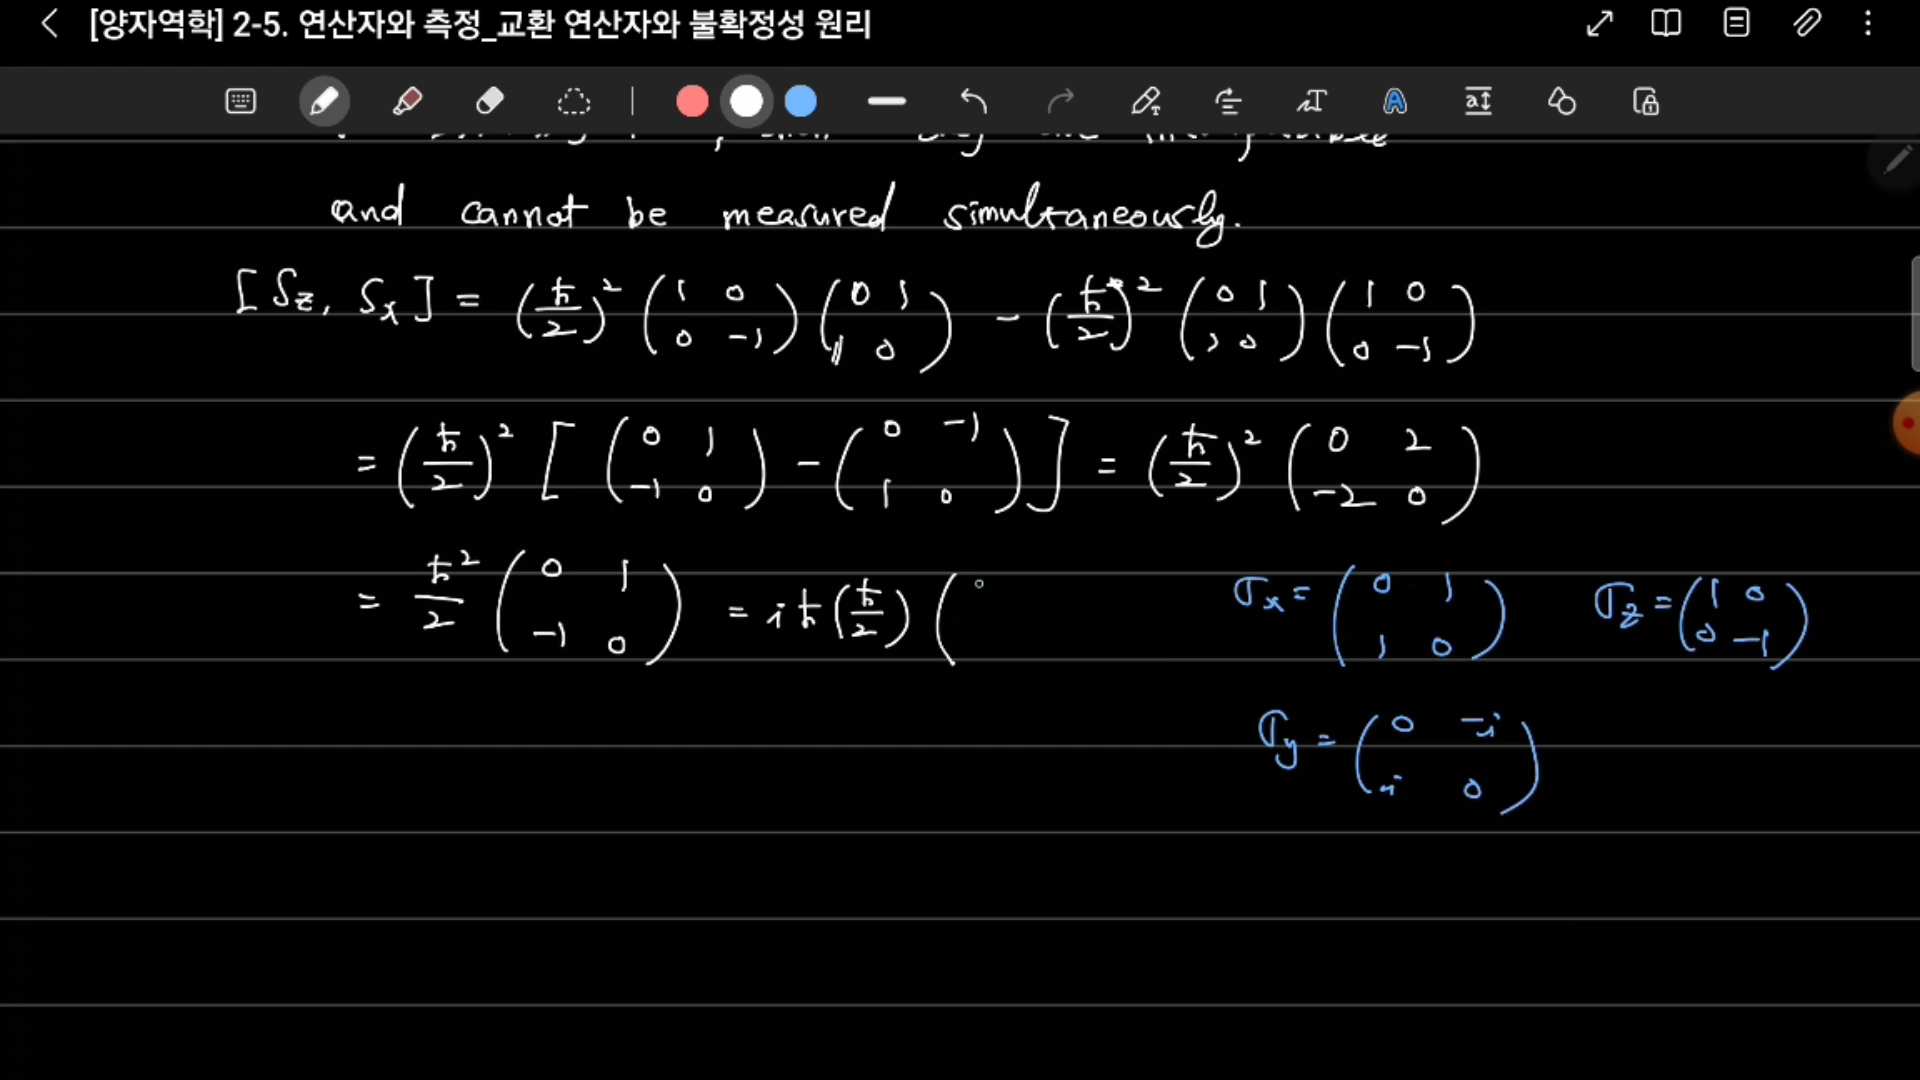 [양자역학] 2-5. 연산자와 측정_교환 연산자와 불확정성 원리
and cannot be measured simultaneously.
[Sz, Sx] = (ħ/2)² (1 0; 0 -1) (0 1; 1 0) - (ħ/2)² (0 1; 1 0) (1 0; 0 -1)
= (ħ/2)² [ (0 1; -1 0) - (0 -1; 1 0) ] = (ħ/2)² (0 2; -2 0)
= ħ²/2 (0 1; -1 0) = iħ(ħ/2) (0
σx = (0 1; 1 0) σz = (1 0; 0 -1)
σy = (0 -i; i 0)